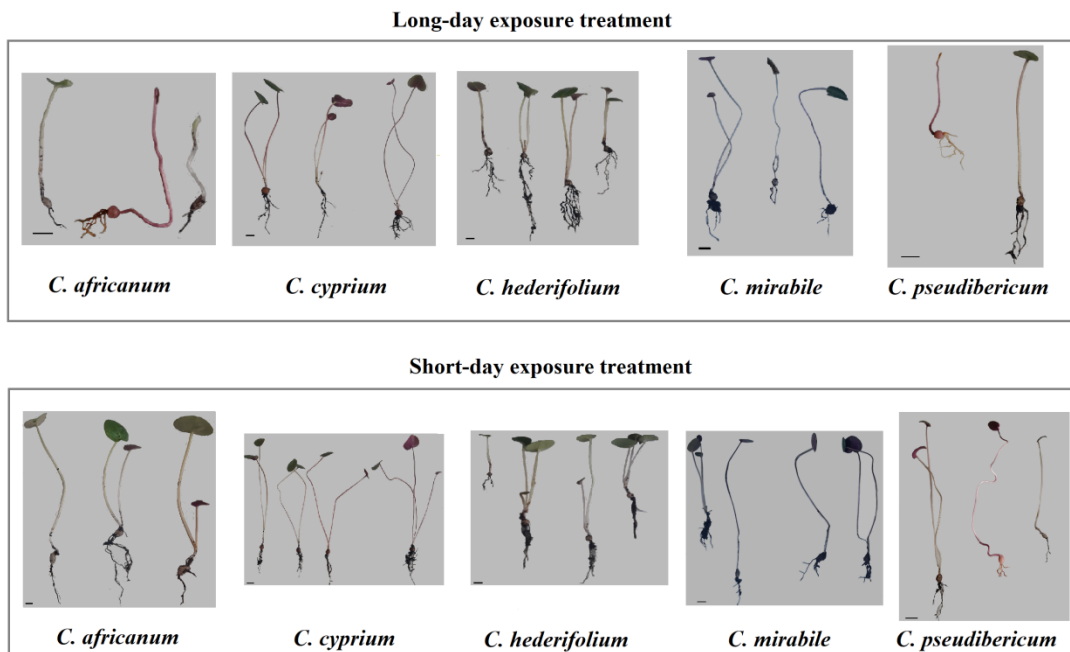 Long-day exposure treatment
C. africanum
C. cyprium
C. hederifolium
C. mirabile
C. pseudibericum
Short-day exposure treatment
C. africanum
C. cyprium
C. hederifolium
C. mirabile
C. pseudibericum